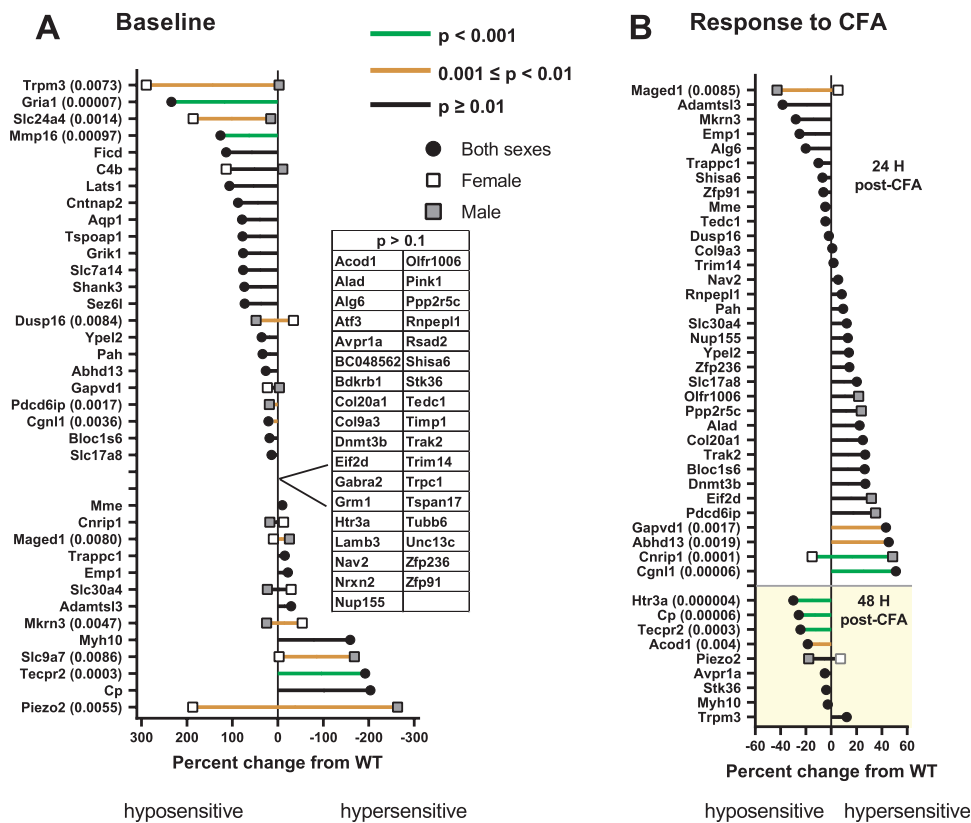 A Baseline
p < 0.001
0.001 ≤ p < 0.01
p ≥ 0.01
Both sexes
Female
Male
Trpm3 (0.0073)
Gria1 (0.00007)
Slc24a4 (0.0014)
Mmp16 (0.00097)
Ficd
C4b
Lats1
Cntnap2
Aqp1
Tspoap1
Grik1
Slc7a14
Shank3
Sez6l
Dusp16 (0.0084)
Ypel2
Pah
Abhd13
Gapvd1
Pdcd6ip (0.0017)
Cgnl1 (0.0036)
Bloc1s6
Slc17a8
Mme
Cnrip1
Maged1 (0.0080)
Trappc1
Emp1
Slc30a4
Adamtsl3
Mkrn3 (0.0047)
Myh10
Slc9a7 (0.0086)
Tecpr2 (0.0003)
Cp
Piezo2 (0.0055)
p > 0.1
Acod1 Olfr1006
Alad Pink1
Alg6 Ppp2r5c
Atf3 Rnpepl1
Avpr1a Rsad2
BC048562 Shisa6
Bdkrb1 Stk36
Col20a1 Tedc1
Col9a3 Timp1
Dnmt3b Trak2
Eif2d Trim14
Gabra2 Trpc1
Grm1 Tspan17
Htr3a Tubb6
Lamb3 Unc13c
Nav2 Zfp236
Nrxn2 Zfp91
Nup155
300 200 100 0 -100 -200 -300
Percent change from WT
hyposensitive hypersensitive
B Response to CFA
Maged1 (0.0085)
Adamtsl3
Mkrn3
Emp1
Alg6
Trappc1
Shisa6
Zfp91
Mme
Tedc1
Dusp16
Col9a3
Trim14
Nav2
Rnpepl1
Pah
Slc30a4
Nup155
Ypel2
Zfp236
Slc17a8
Olfr1006
Ppp2r5c
Alad
Col20a1
Trak2
Bloc1s6
Dnmt3b
Eif2d
Pdcd6ip
Gapvd1 (0.0017)
Abhd13 (0.0019)
Cnrip1 (0.0001)
Cgnl1 (0.00006)
24 H
post-CFA
Htr3a (0.000004)
Cp (0.00006)
Tecpr2 (0.0003)
Acod1 (0.004)
Piezo2
Avpr1a
Stk36
Myh10
Trpm3
48 H
post-CFA
-60 -40 -20 0 20 40 60
Percent change from WT
hyposensitive hypersensitive